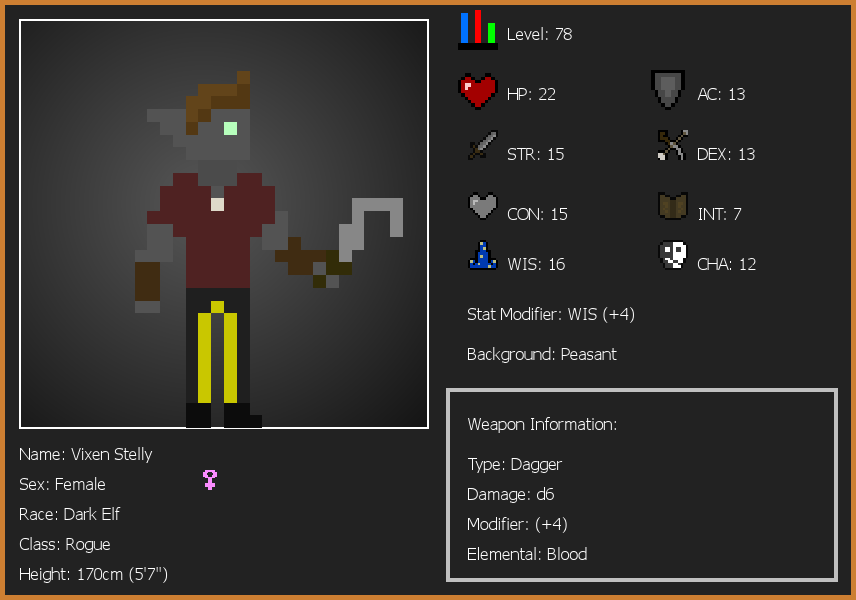 Level: 78
HP: 22
AC: 13
STR: 15
DEX: 13
CON: 15
INT: 7
WIS: 16
CHA: 12
Stat Modifier: WIS (+4)
Background: Peasant
Weapon Information:
Type: Dagger
Damage: d6
Modifier: (+4)
Elemental: Blood
Name: Vixen Stelly
Sex: Female
Race: Dark Elf
Class: Rogue
Height: 170cm (5'7")